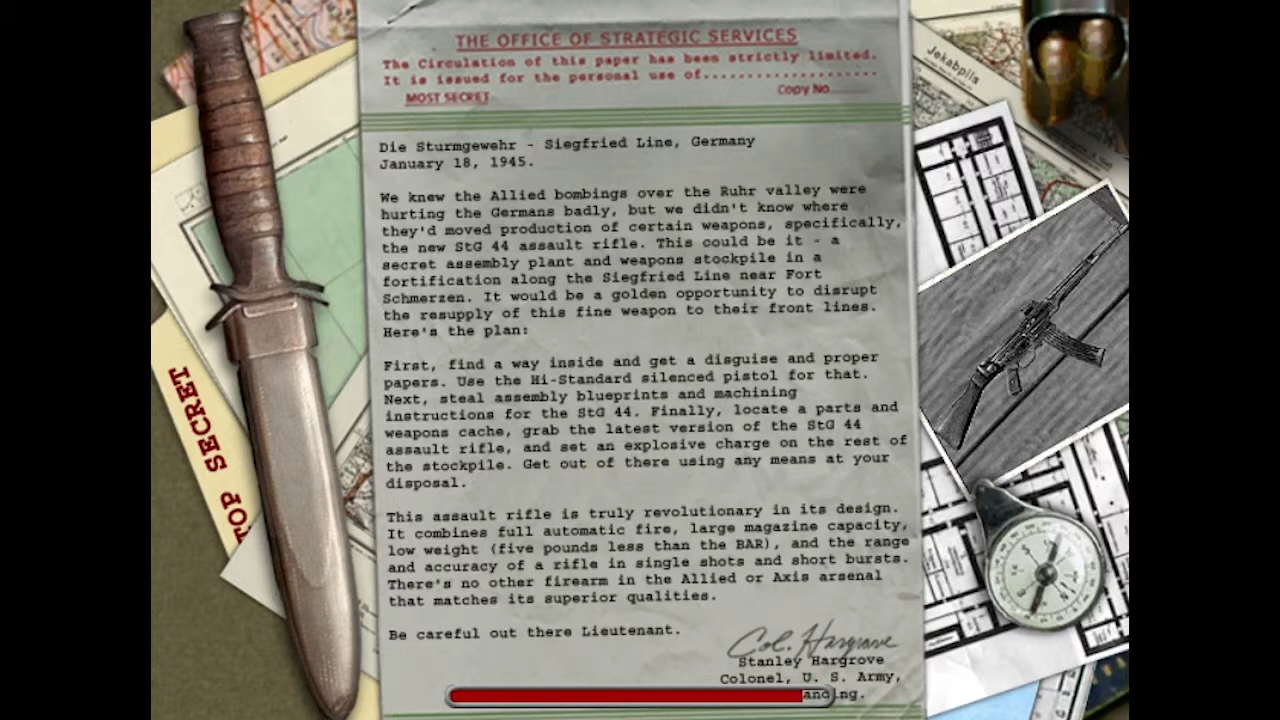 THE OFFICE OF STRATEGIC SERVICES
The Circulation of this paper has been strictly limited.
It is issued for the personal use of....................
MOST SECRET
Copy No
Die Sturmgewehr - Siegfried Line, Germany
January 18, 1945.
We knew the Allied bombings over the Ruhr valley were
hurting the Germans badly, but we didn't know where
they'd moved production of certain weapons, specifically,
the new StG 44 assault rifle. This could be it - a
secret assembly plant and weapons stockpile in a
fortification along the Siegfried Line near Fort
Schmerzen. It would be a golden opportunity to disrupt
the resupply of this fine weapon to their front lines.
Here's the plan:
First, find a way inside and get a disguise and proper
papers. Use the Hi-Standard silenced pistol for that.
Next, steal assembly blueprints and machining
instructions for the StG 44. Finally, locate a parts and
weapons cache, grab the latest version of the StG 44
assault rifle, and set an explosive charge on the rest of
the stockpile. Get out of there using any means at your
disposal.
This assault rifle is truly revolutionary in its design.
It combines full automatic fire, large magazine capacity,
low weight (five pounds less than the BAR), and the range
and accuracy of a rifle in single shots and short bursts.
There's no other firearm in the Allied or Axis arsenal
that matches its superior qualities.
Be careful out there Lieutenant.
Col. Hargrave
Stanley Hargrove
Colonel, U. S. Army,
anding.
TOP SECRET
Jekabpils